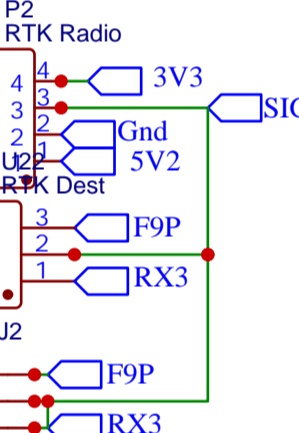 P2
RTK Radio
4 4 3V3
3 3 SIG
2 2 Gnd
1 5V2
U22
RTK Dest
3 F9P
2
1 RX3
J2
F9P
RX3